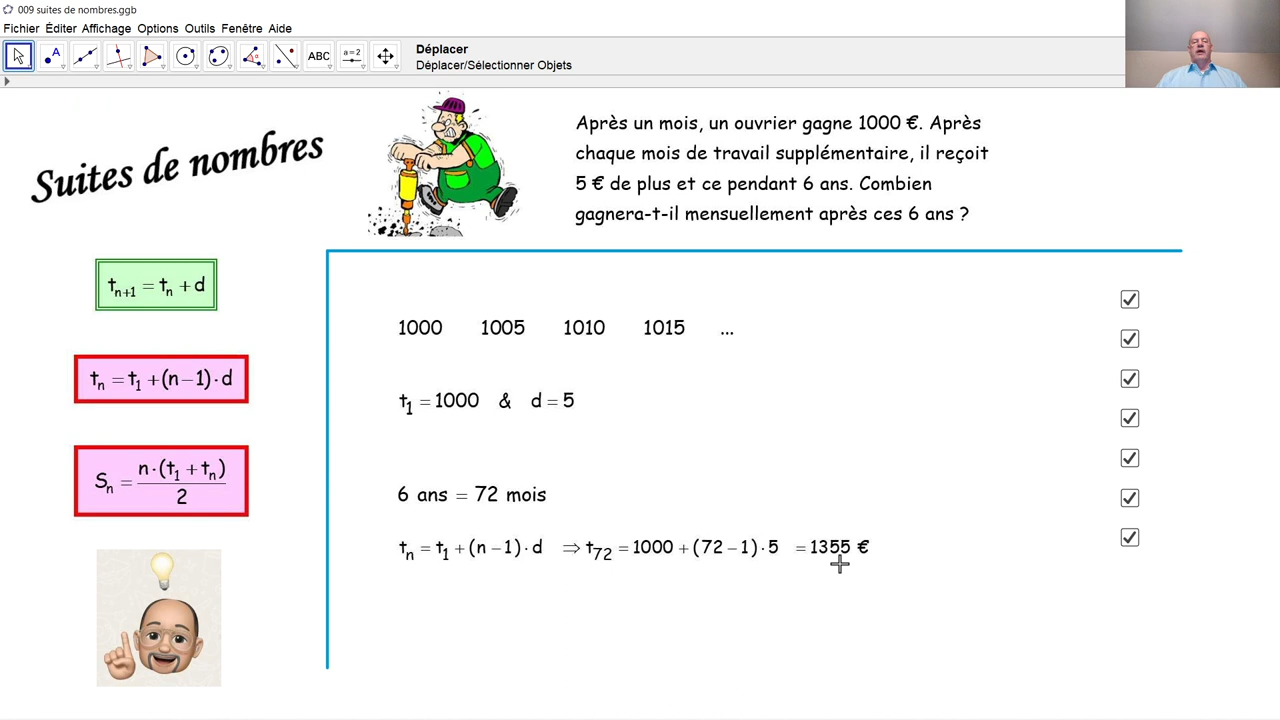 009 suites de nombres.ggb
Fichier Éditer Affichage Options Outils Fenêtre Aide
A
ABC
a=2
Déplacer
Déplacer/Sélectionner Objets
Suites de nombres
Après un mois, un ouvrier gagne 1000 €. Après
chaque mois de travail supplémentaire, il reçoit
5 € de plus et ce pendant 6 ans. Combien
gagnera-t-il mensuellement après ces 6 ans ?
tₙ₊₁ = tₙ + d
tₙ = t₁ + (n − 1) · d
Sₙ = n · (t₁ + tₙ) / 2
1000 1005 1010 1015 ...
t₁ = 1000 & d = 5
6 ans = 72 mois
tₙ = t₁ + (n − 1) · d ⇒ t₇₂ = 1000 + (72 − 1) · 5 = 1355 €